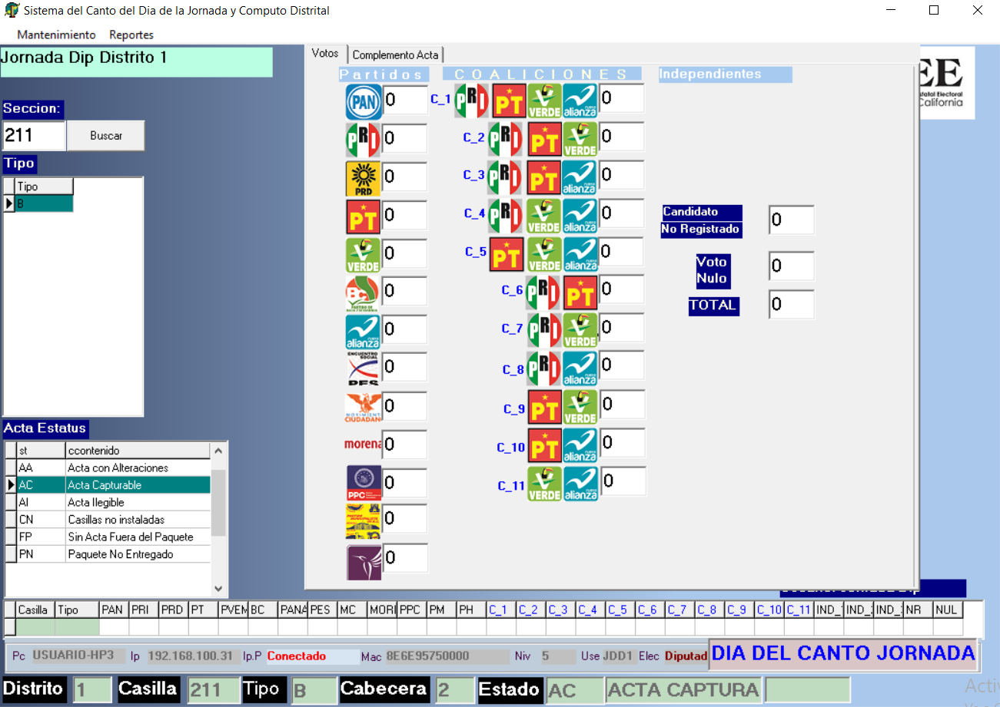 Sistema del Canto del Dia de la Jornada y Computo Distrital
Mantenimiento Reportes
Jornada Dip Distrito 1
Seccion:
211 Buscar
Tipo
Tipo
B
Acta Estatus
st ccontenido
AA Acta con Alteraciones
AC Acta Capturable
AI Acta Ilegible
CN Casillas no instaladas
FP Sin Acta Fuera del Paquete
PN Paquete No Entregado
Votos Complemento Acta
Partidos COALICIONES Independientes
PAN 0 C_1 PRI PT VERDE alianza 0
PRI 0 C_2 PRI PT VERDE 0
PRD 0 C_3 PRI PT alianza 0
PT 0 C_4 PRI VERDE alianza 0
VERDE 0 C_5 PT VERDE alianza 0
BC 0 C_6 PRI PT 0
alianza 0 C_7 PRI VERDE 0
ENCUENTRO SOCIAL PES 0 C_8 PRI alianza 0
MOVIMIENTO CIUDADAN 0 C_9 PT VERDE 0
morena 0 C_10 PT alianza 0
PPC 0 C_11 VERDE alianza 0
0
0
Candidato
No Registrado 0
Voto
Nulo 0
TOTAL 0
EE
tatal Electoral
California
Casilla Tipo PAN PRI PRD PT PVEM BC PANA PES MC MORI PPC PM PH C_1 C_2 C_3 C_4 C_5 C_6 C_7 C_8 C_9 C_10 C_11 IND_ IND_ IND_ NR NUL
Pc USUARIO-HP3 Ip 192.168.100.31 Ip.P Conectado Mac 8E6E95750000 Niv 5 Use JDD1 Elec Diputad DIA DEL CANTO JORNADA
Distrito 1 Casilla 211 Tipo B Cabecera 2 Estado AC ACTA CAPTURA
Activ